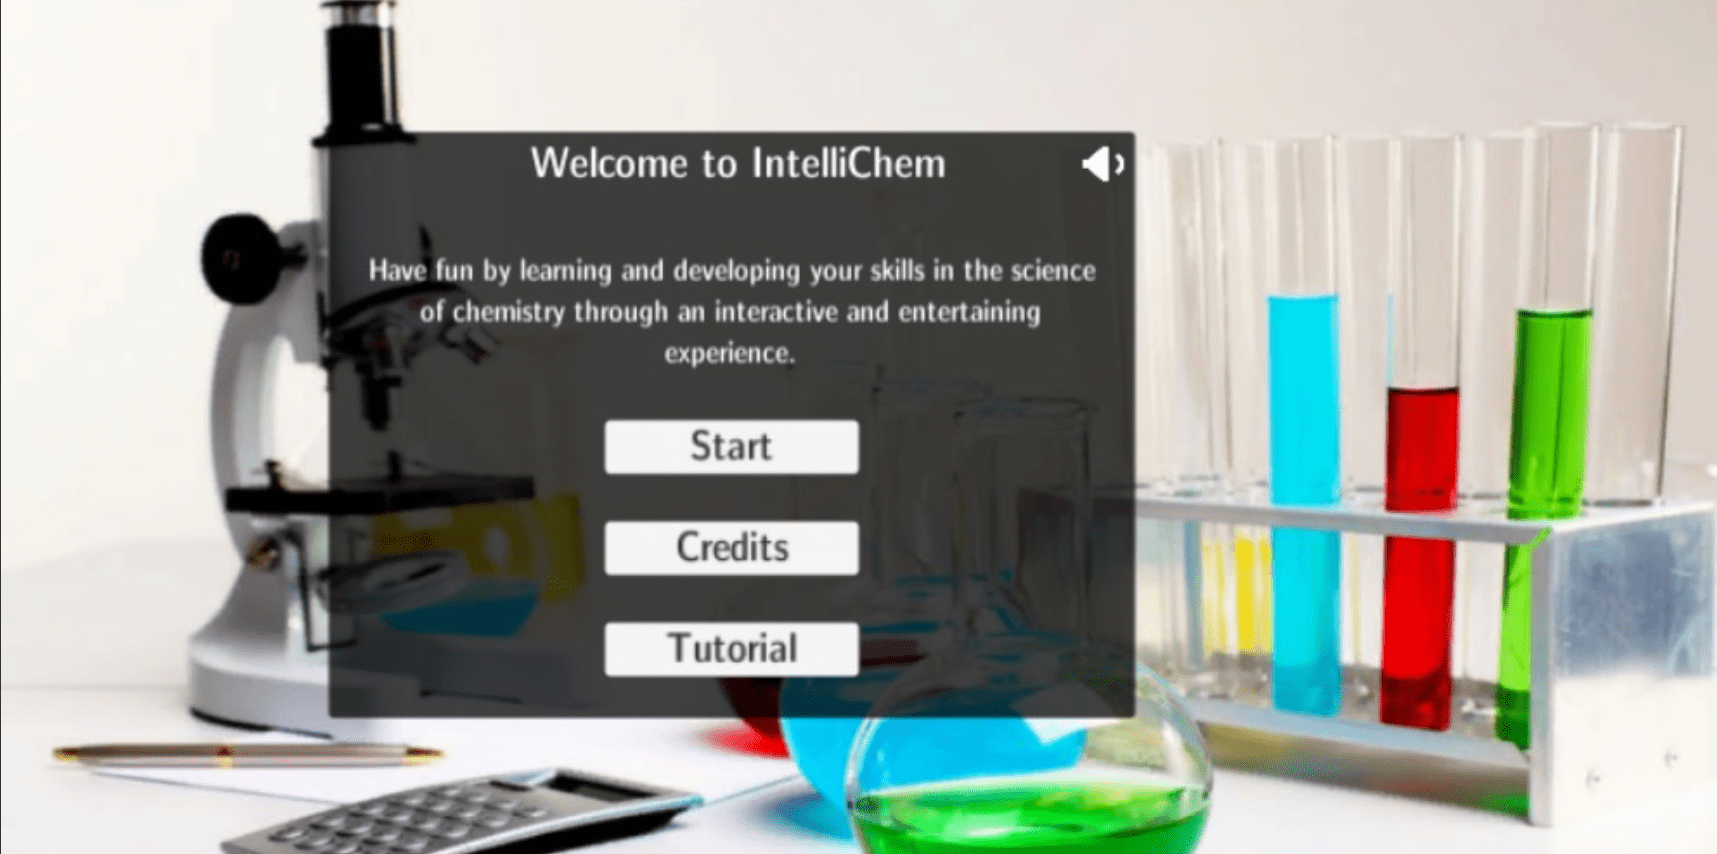 Welcome to IntelliChem
Have fun by learning and developing your skills in the science
of chemistry through an interactive and entertaining
experience.
Start
Credits
Tutorial